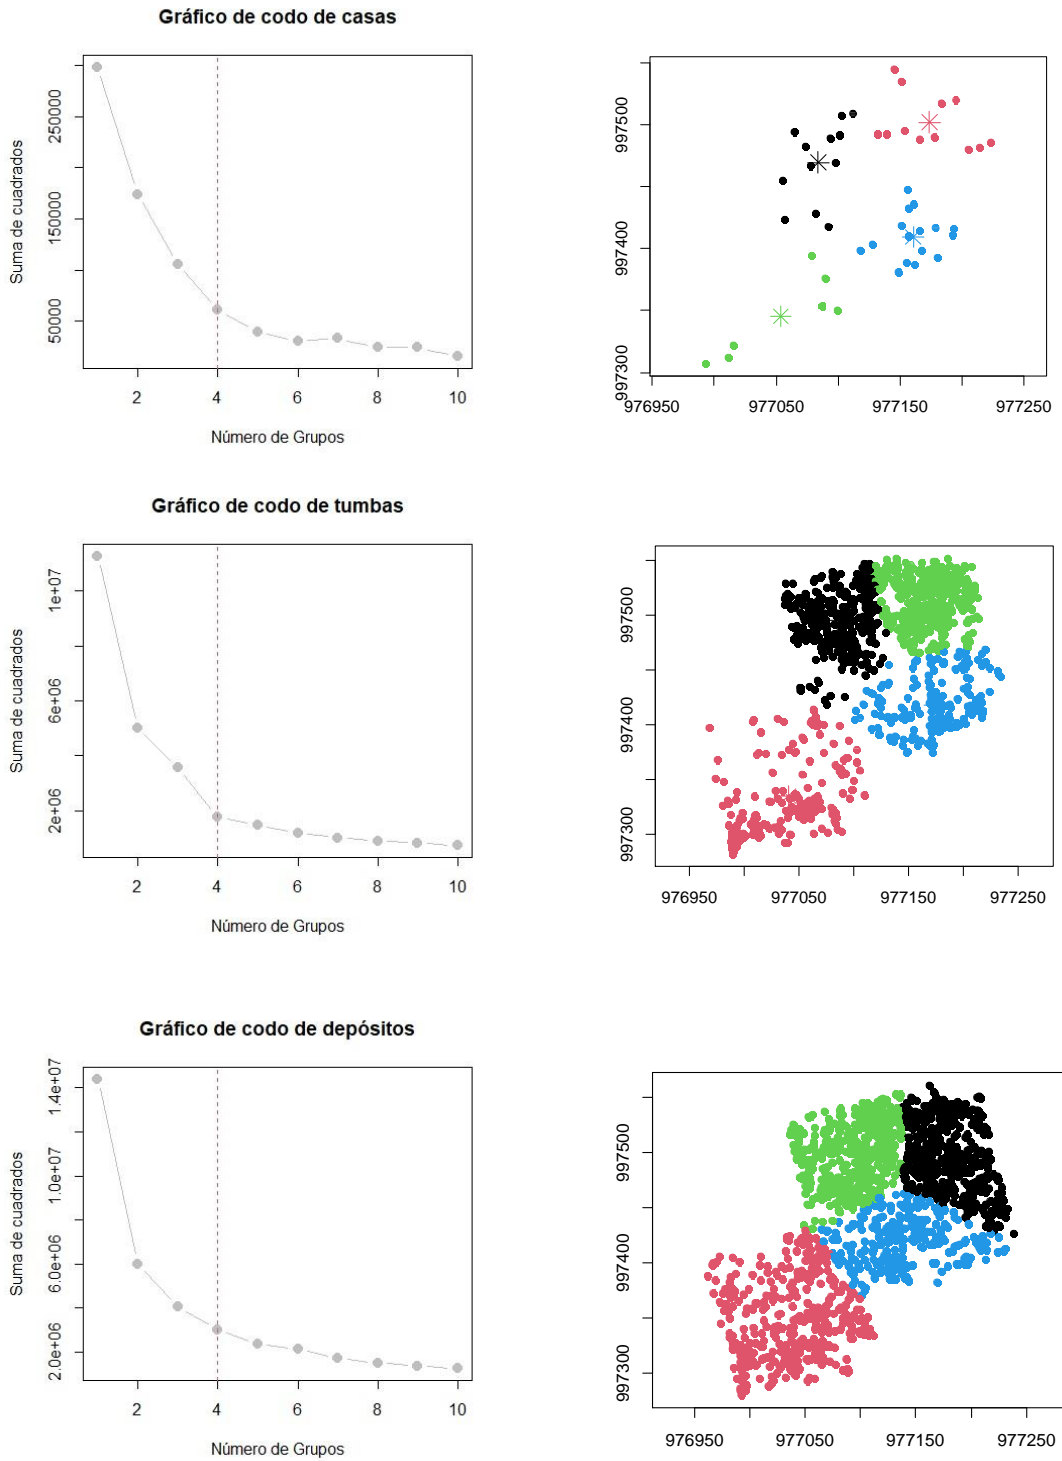 Gráfico de codo de casas
Suma de cuadrados
250000
150000
50000
2 4 6 8 10
Número de Grupos
997500
997400
997300
976950 977050 977150 977250
Gráfico de codo de tumbas
Suma de cuadrados
1e+07
6e+06
2e+06
2 4 6 8 10
Número de Grupos
997500
997400
997300
976950 977050 977150 977250
Gráfico de codo de depósitos
Suma de cuadrados
1.4e+07
1.0e+07
6.0e+06
2.0e+06
2 4 6 8 10
Número de Grupos
997500
997400
997300
976950 977050 977150 977250